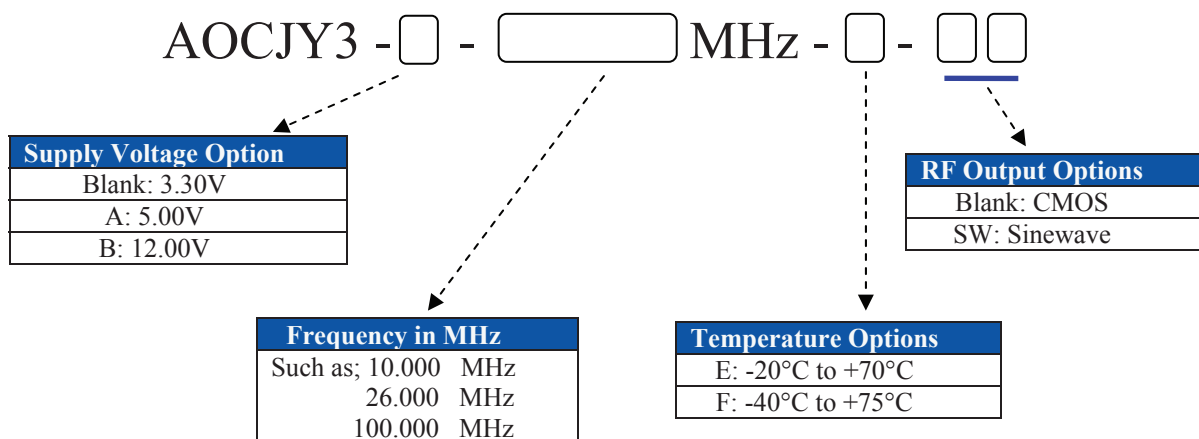 AOCJY3 - - MHz - -
Supply Voltage Option
Blank: 3.30V
A: 5.00V
B: 12.00V
RF Output Options
Blank: CMOS
SW: Sinewave
Frequency in MHz
Such as; 10.000 MHz
26.000 MHz
100.000 MHz
Temperature Options
E: -20°C to +70°C
F: -40°C to +75°C